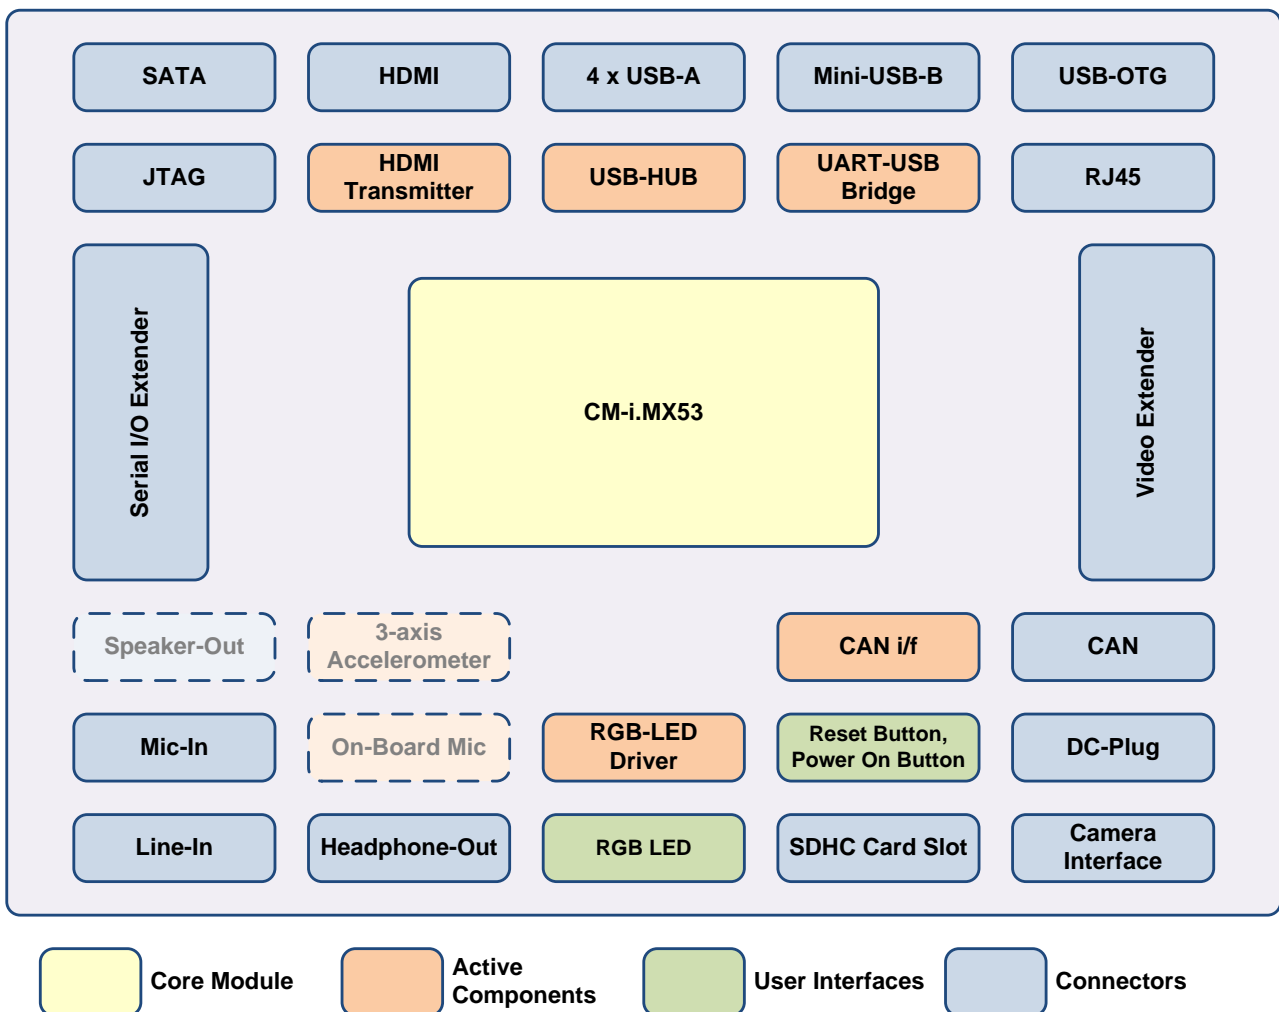 SATA
HDMI
4 x USB-A
Mini-USB-B
USB-OTG
JTAG
HDMI
Transmitter
USB-HUB
UART-USB
Bridge
RJ45
Serial I/O Extender
CM-i.MX53
Video Extender
Speaker-Out
3-axis
Accelerometer
CAN i/f
CAN
Mic-In
On-Board Mic
RGB-LED
Driver
Reset Button,
Power On Button
DC-Plug
Line-In
Headphone-Out
RGB LED
SDHC Card Slot
Camera
Interface
Core Module
Active
Components
User Interfaces
Connectors